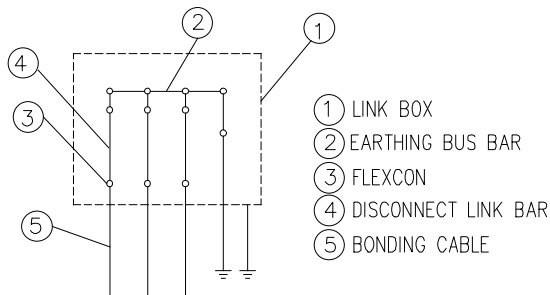 2
1
4
3
5
1 LINK BOX
2 EARTHING BUS BAR
3 FLEXCON
4 DISCONNECT LINK BAR
5 BONDING CABLE